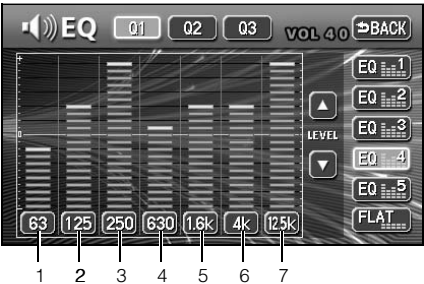 EQ Q1 Q2 Q3 VOL 40 BACK
EQ 1
EQ 2
EQ 3
EQ 4
EQ 5
FLAT
+
0
-
LEVEL
63 125 250 630 1.6k 4k 12.5k
1 2 3 4 5 6 7